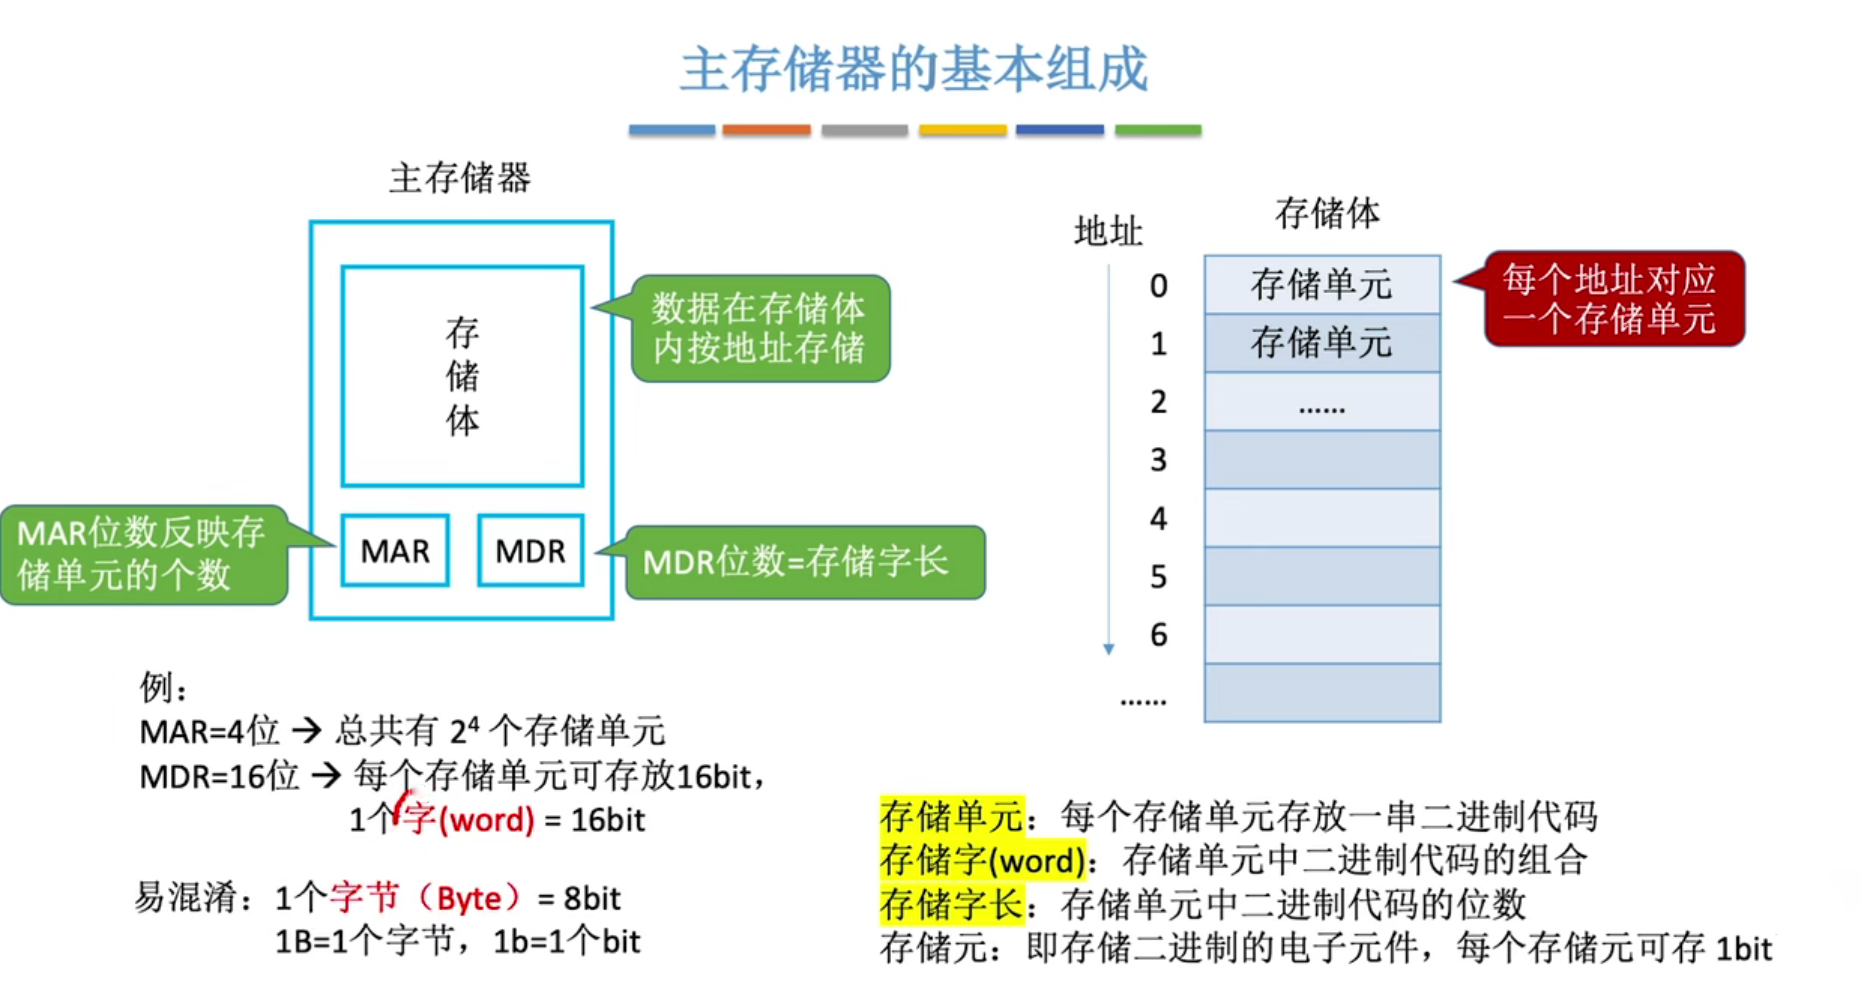 主存储器的基本组成
主存储器
存
储
体
数据在存储体
内按地址存储
MAR位数反映存
储单元的个数
MAR
MDR
MDR位数=存储字长
地址
存储体
0
存储单元
每个地址对应
一个存储单元
1
存储单元
2
......
3
4
5
6
......
例：
MAR=4位 → 总共有 2⁴ 个存储单元
MDR=16位 → 每个存储单元可存放16bit，
1个字(word) = 16bit
易混淆：1个字节（Byte）= 8bit
1B=1个字节，1b=1个bit
存储单元：每个存储单元存放一串二进制代码
存储字(word)：存储单元中二进制代码的组合
存储字长：存储单元中二进制代码的位数
存储元：即存储二进制的电子元件，每个存储元可存 1bit